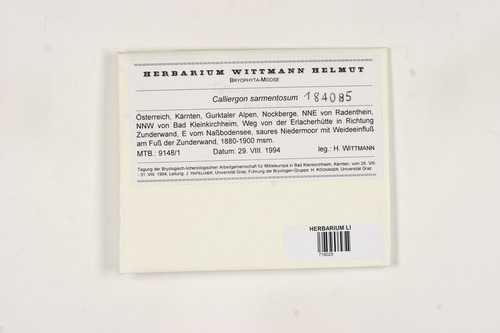 HERBARIUM WITTMANN HELMUT
BRYOPHYTA-MOOSE
Calliergon sarmentosum 184085
Österreich, Kärnten, Gurktaler Alpen, Nockberge, NNE von Radenthein,
NNW von Bad Kleinkirchheim, Weg von der Erlacherhütte in Richtung
Zunderwand, E vom Naßbodensee, saures Niedermoor mit Weideeinfluß
am Fuß der Zunderwand, 1880-1900 msm.
MTB.: 9148/1 Datum: 29. VIII. 1994 leg.: H. WITTMANN
Tagung der Bryologisch-lichenologischen Arbeitsgemeinschaft für Mitteleuropa in Bad Kleinkirchheim, Kärnten, vom 26. VIII.
- 31. VIII. 1994; Leitung: J. HAFELLNER, Universität Graz; Führung der Bryologen-Gruppe: H. KÖCKINGER, Universität Graz.
HERBARIUM LI
719025